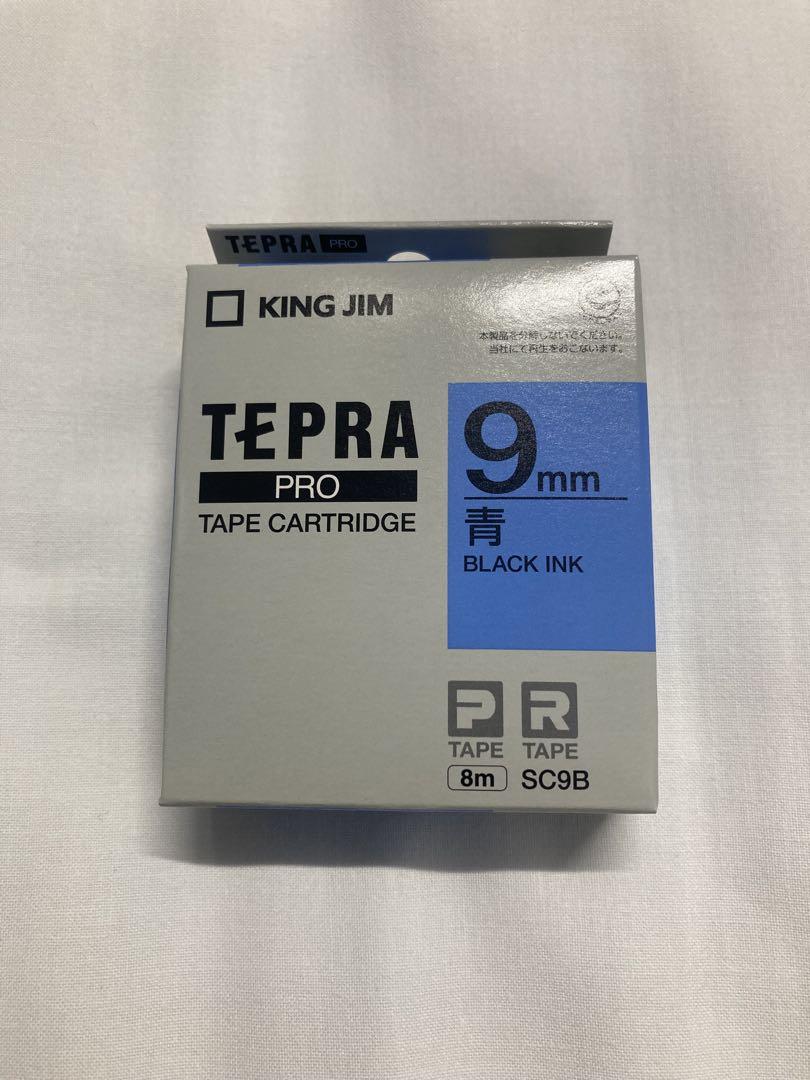 TEPRA PRO
KING JIM
本製品を分解しないでください。
当社にて再生をおこないます。
TEPRA
PRO
TAPE CARTRIDGE
9mm
青
BLACK INK
P R
TAPE TAPE
8m SC9B